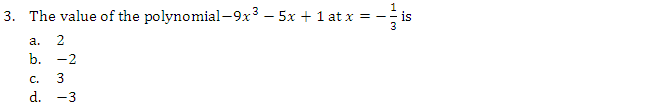 3. The value of the polynomial −9x³ − 5x + 1 at x = −1/3 is
a. 2
b. −2
c. 3
d. −3